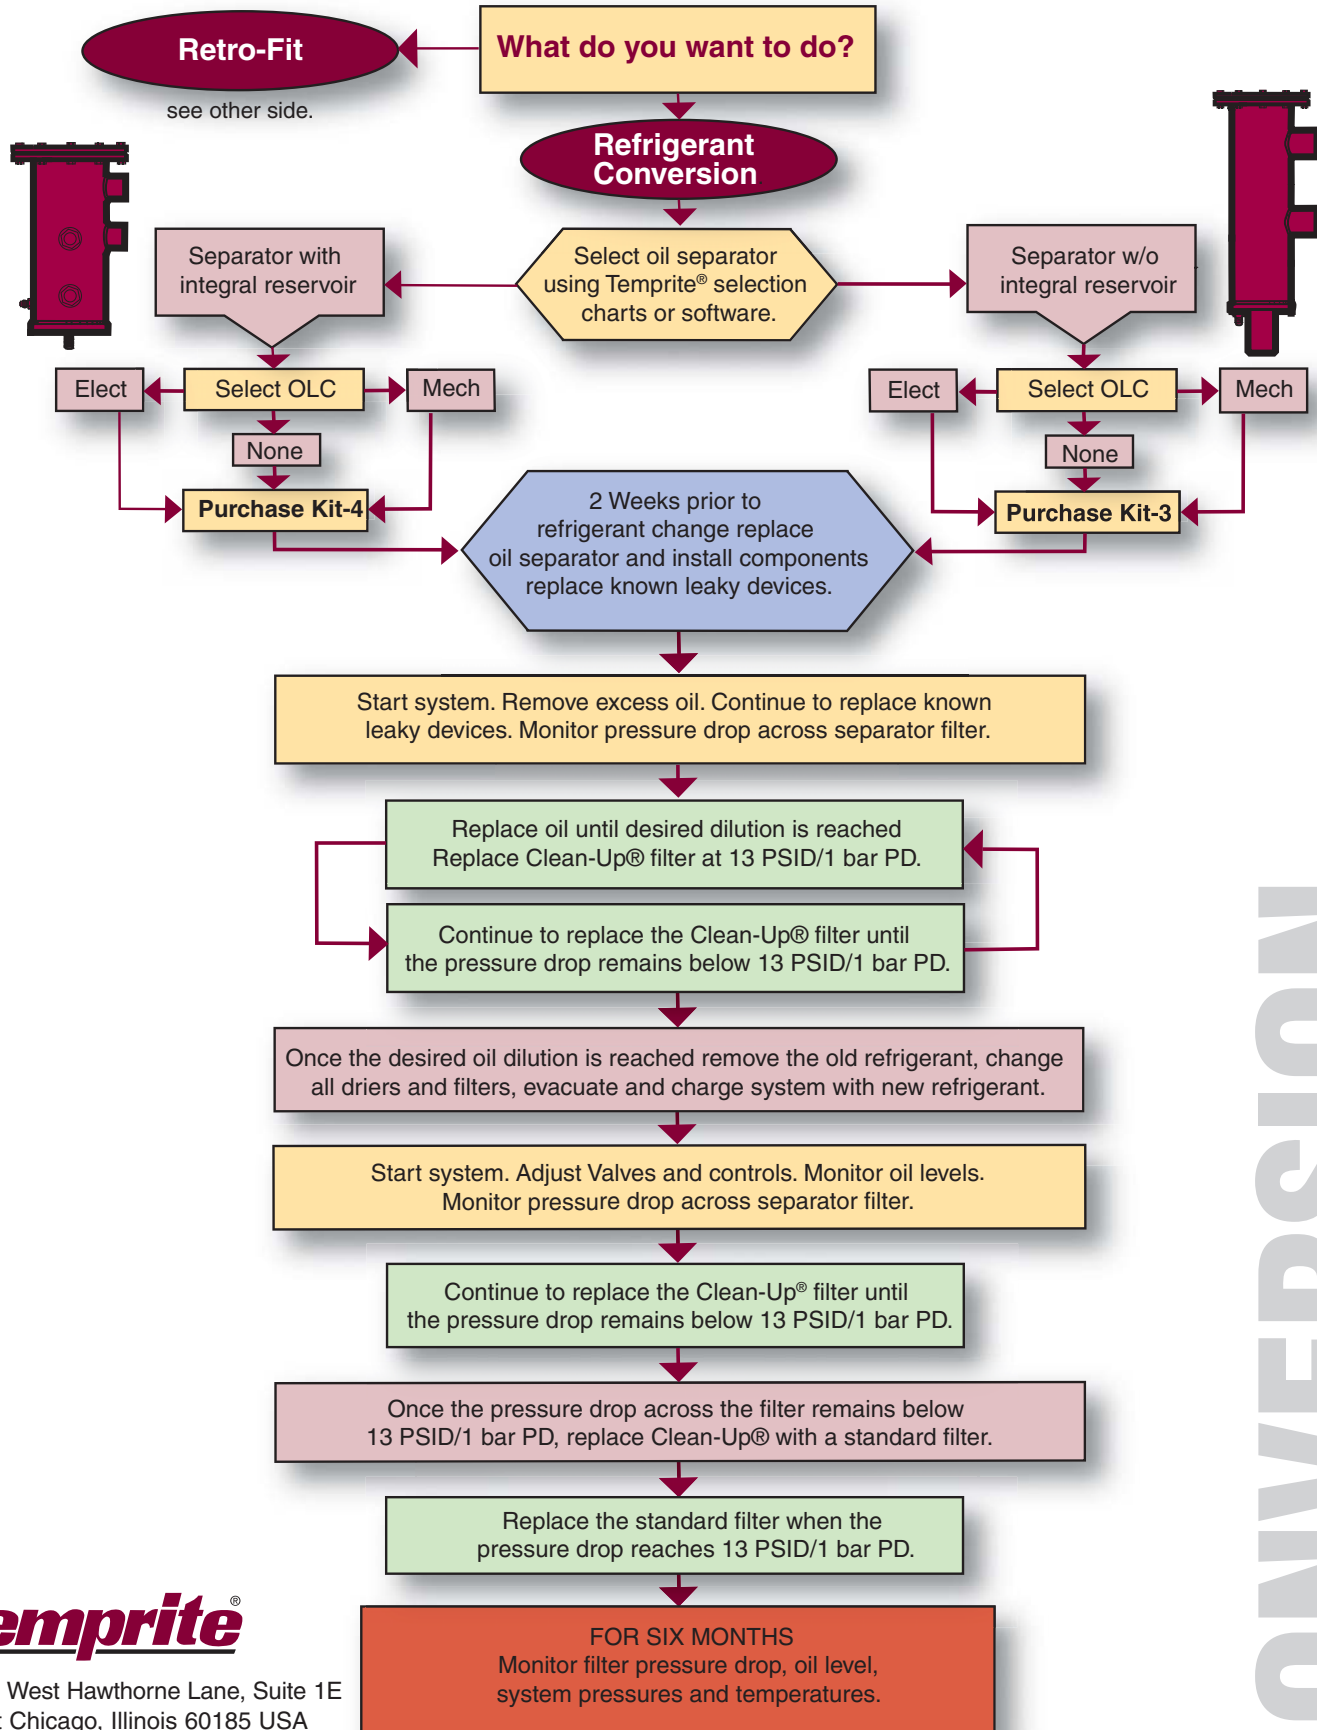 What do you want to do?
Retro-Fit
see other side.
Refrigerant
Conversion
Select oil separator
using Temprite® selection
charts or software.
Separator with
integral reservoir
Separator w/o
integral reservoir
Elect
Select OLC
Mech
None
Purchase Kit-4
Elect
Select OLC
Mech
None
Purchase Kit-3
2 Weeks prior to
refrigerant change replace
oil separator and install components
replace known leaky devices.
Start system. Remove excess oil. Continue to replace known
leaky devices. Monitor pressure drop across separator filter.
Replace oil until desired dilution is reached
Replace Clean-Up® filter at 13 PSID/1 bar PD.
Continue to replace the Clean-Up® filter until
the pressure drop remains below 13 PSID/1 bar PD.
Once the desired oil dilution is reached remove the old refrigerant, change
all driers and filters, evacuate and charge system with new refrigerant.
Start system. Adjust Valves and controls. Monitor oil levels.
Monitor pressure drop across separator filter.
Continue to replace the Clean-Up® filter until
the pressure drop remains below 13 PSID/1 bar PD.
Once the pressure drop across the filter remains below
13 PSID/1 bar PD, replace Clean-Up® with a standard filter.
Replace the standard filter when the
pressure drop reaches 13 PSID/1 bar PD.
FOR SIX MONTHS
Monitor filter pressure drop, oil level,
system pressures and temperatures.
emprite®
West Hawthorne Lane, Suite 1E
t Chicago, Illinois 60185 USA
ONVERSION